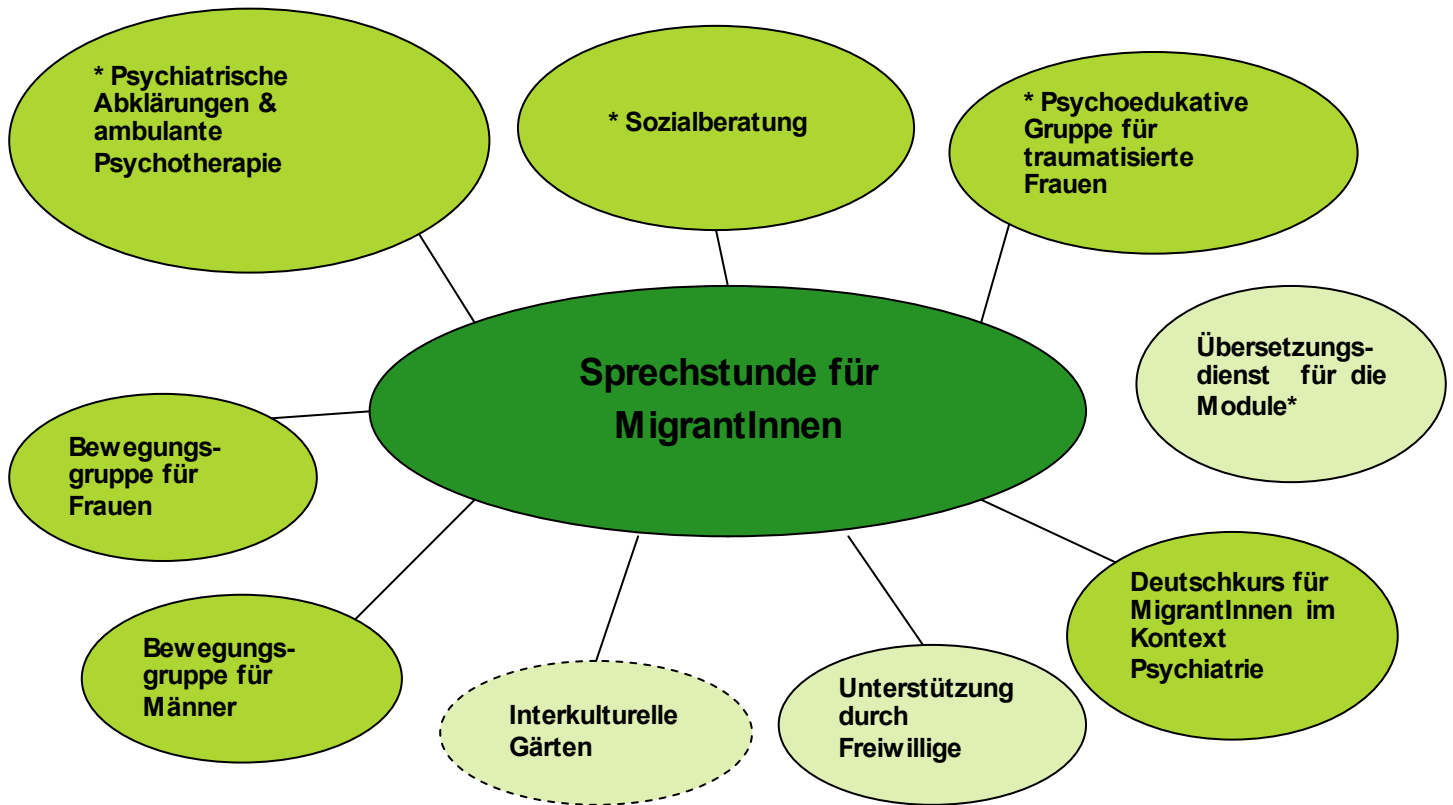 * Psychiatrische
Abklärungen &
ambulante
Psychotherapie
* Sozialberatung
* Psychoedukative
Gruppe für
traumatisierte
Frauen
Sprechstunde für
MigrantInnen
Übersetzungs-
dienst für die
Module*
Bewegungs-
gruppe für
Frauen
Bewegungs-
gruppe für
Männer
Interkulturelle
Gärten
Unterstützung
durch
Freiwillige
Deutschkurs für
MigrantInnen im
Kontext
Psychiatrie